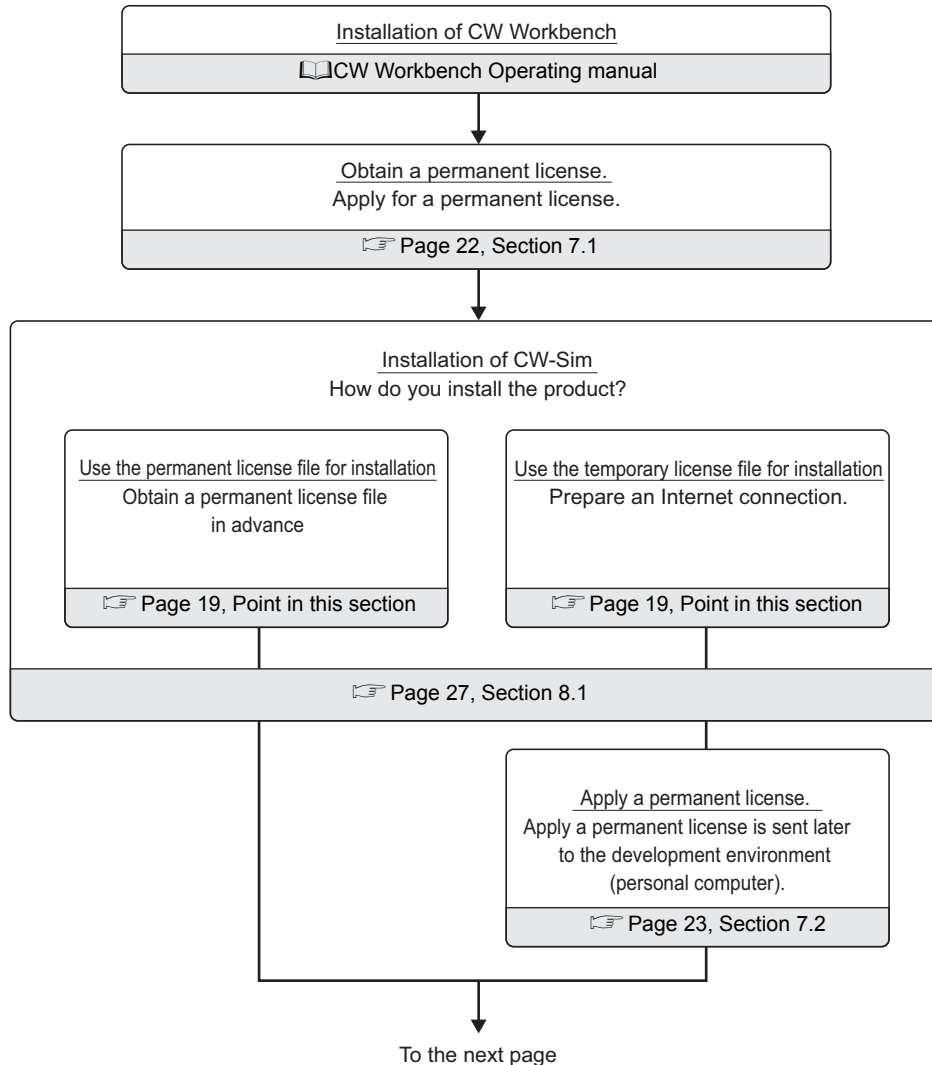 Installation of CW Workbench
CW Workbench Operating manual
Obtain a permanent license.
Apply for a permanent license.
Page 22, Section 7.1
Installation of CW-Sim
How do you install the product?
Use the permanent license file for installation
Obtain a permanent license file
in advance
Page 19, Point in this section
Use the temporary license file for installation
Prepare an Internet connection.
Page 19, Point in this section
Page 27, Section 8.1
Apply a permanent license.
Apply a permanent license is sent later
to the development environment
(personal computer).
Page 23, Section 7.2
To the next page